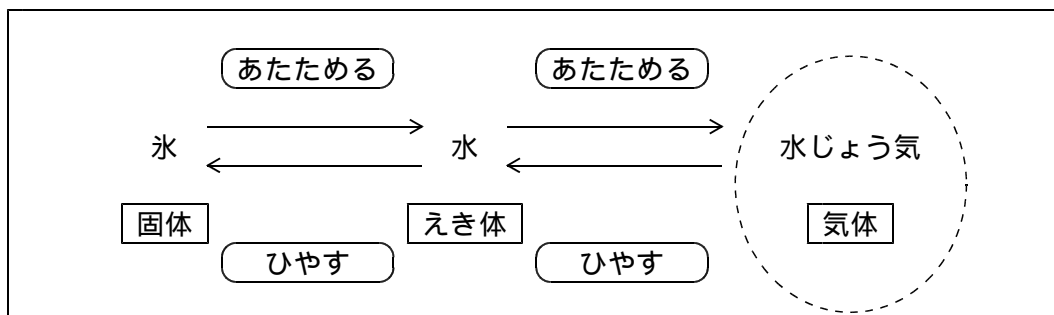 あたためる あたためる
氷 水 水じょう気
固体 えき体 気体
ひやす ひやす